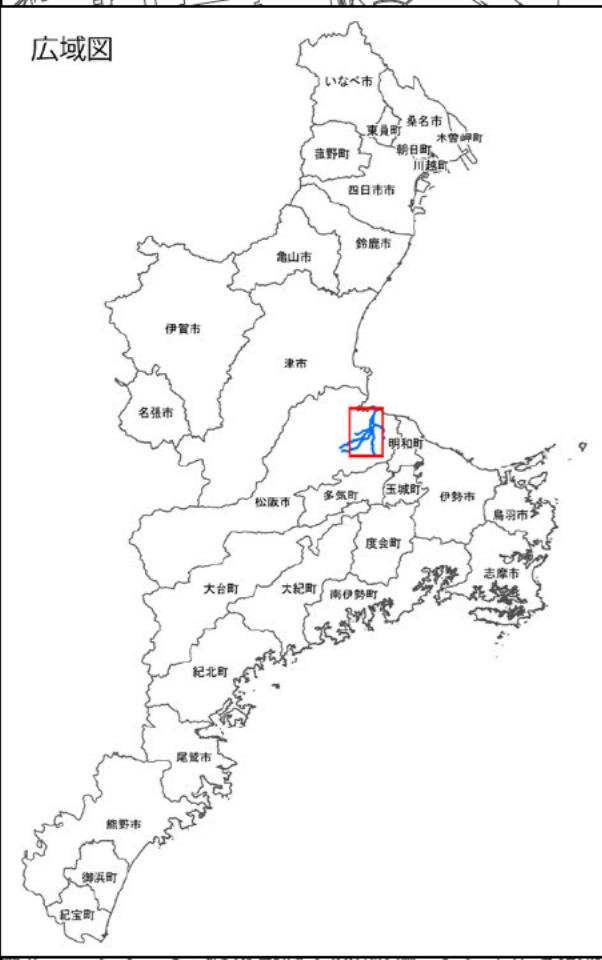 広域図
いなべ市
東員町
桑名市
木曽岬町
朝日町
川越町
菰野町
四日市市
鈴鹿市
亀山市
伊賀市
津市
名張市
明和町
松阪市
多気町
玉城町
伊勢市
鳥羽市
度会町
志摩市
大台町
大紀町
南伊勢町
紀北町
尾鷲市
熊野市
御浜町
紀宝町